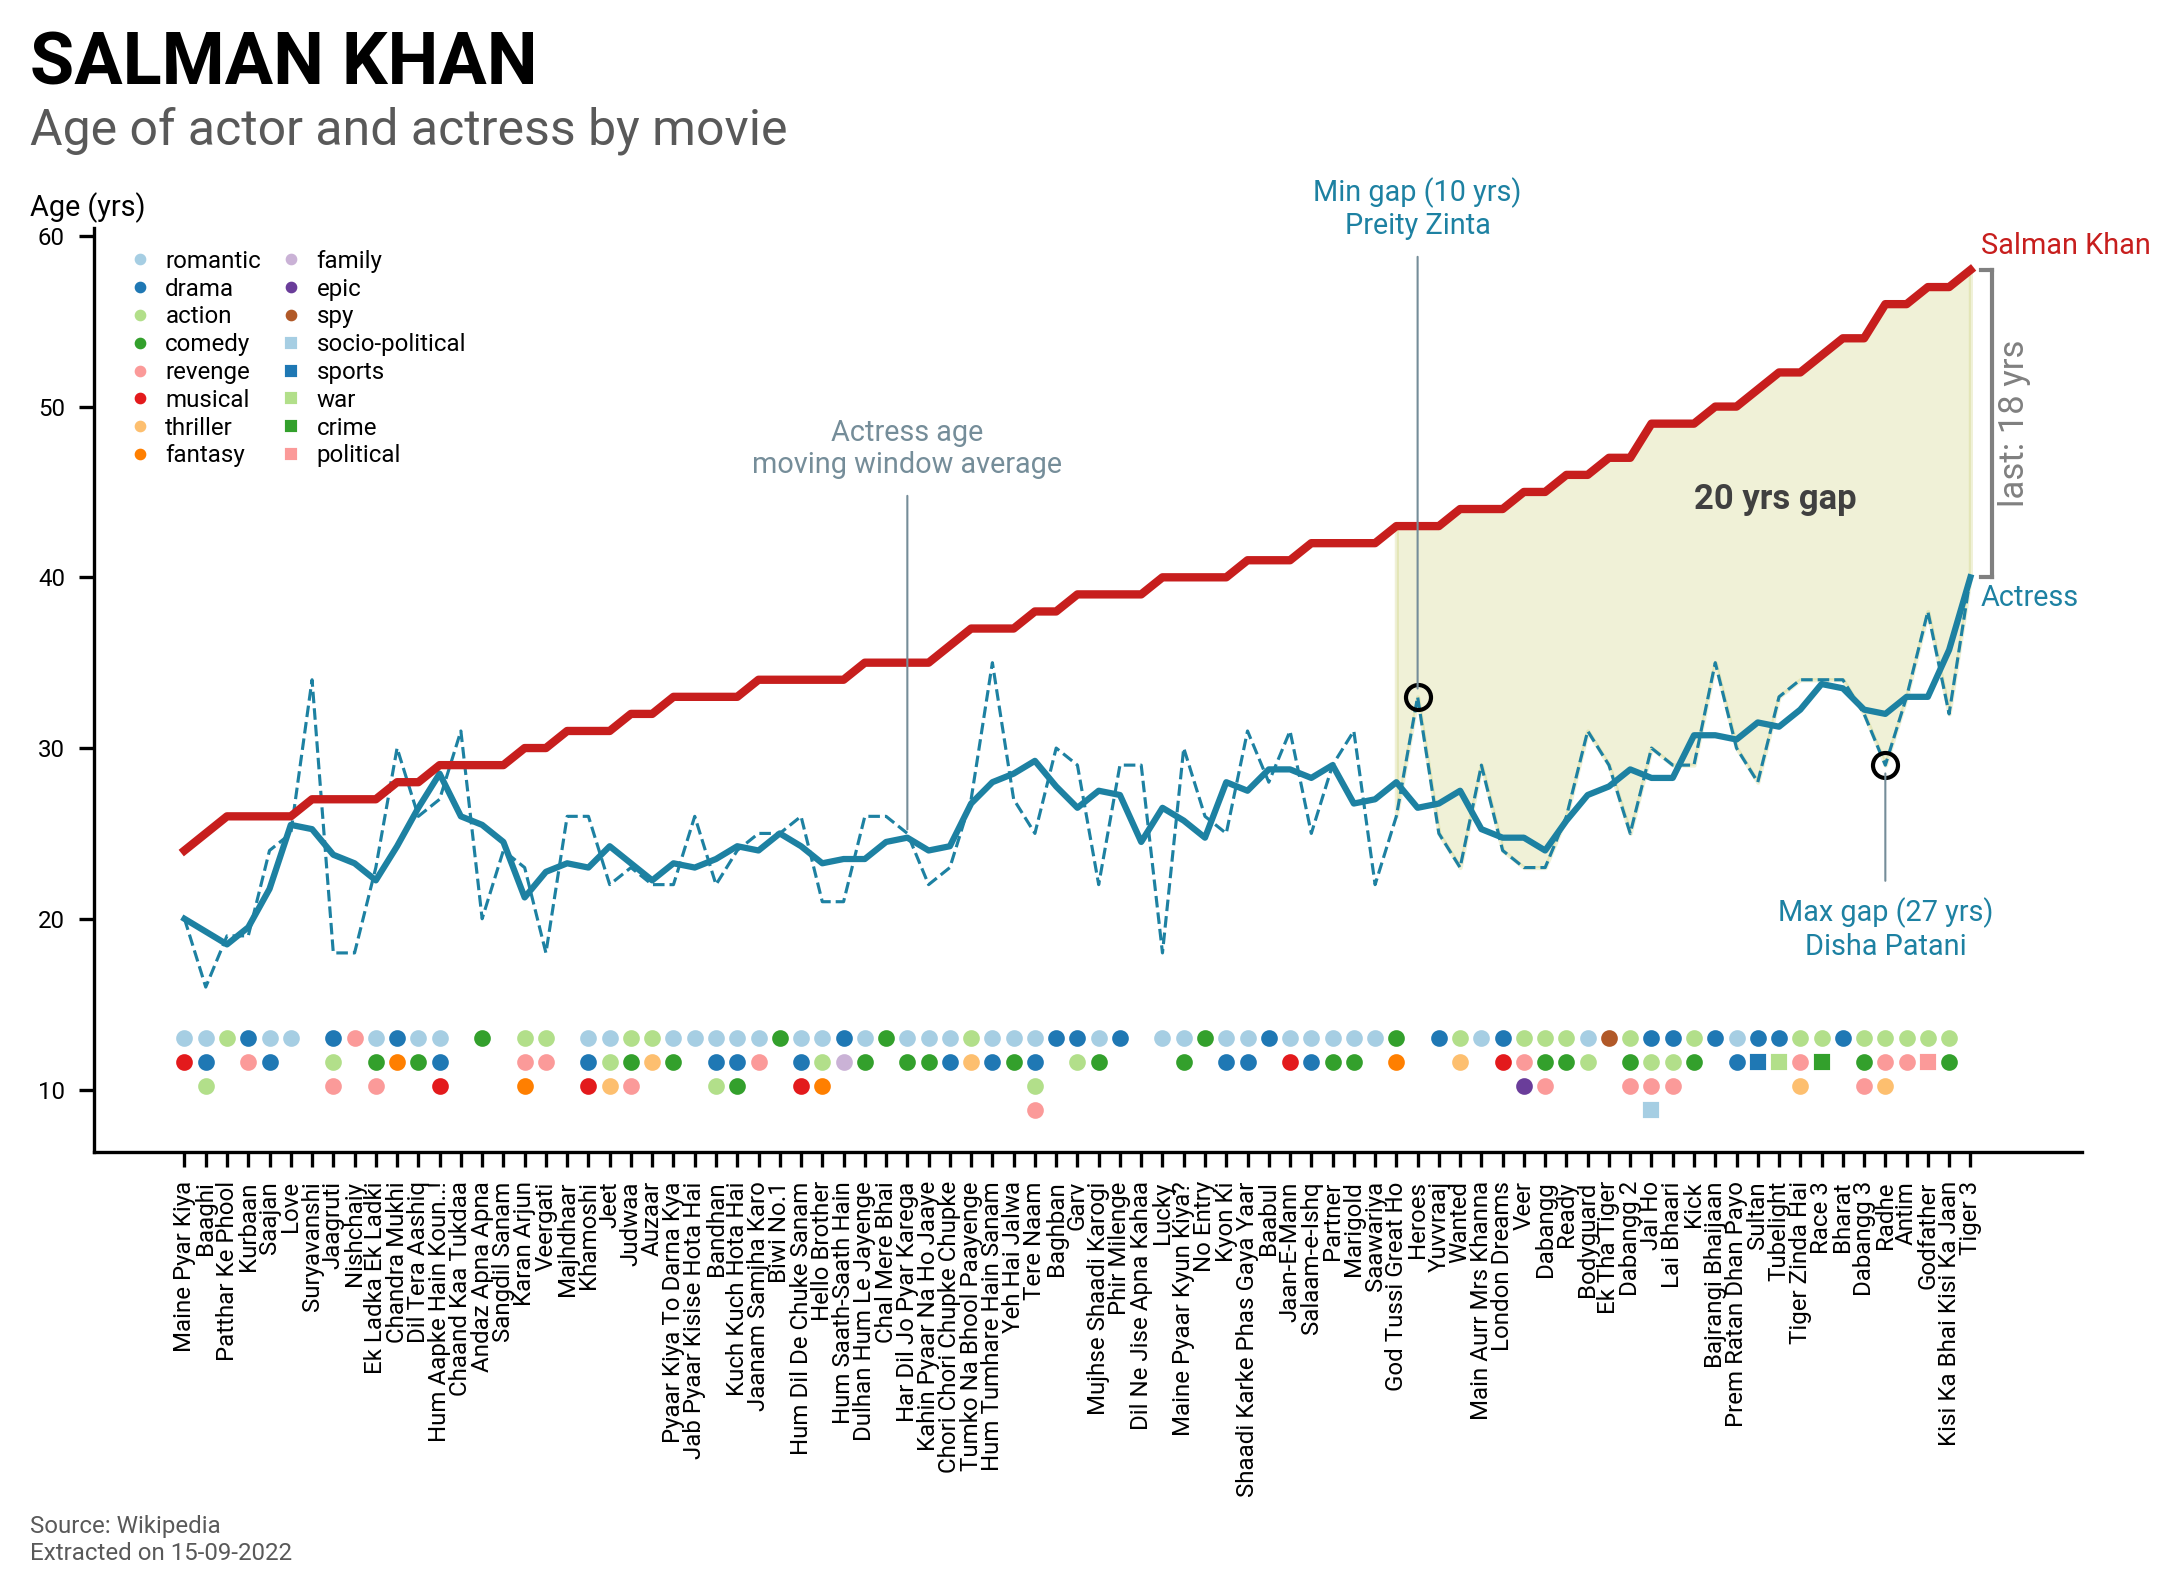 SALMAN KHAN
Age of actor and actress by movie
Age (yrs)
60
50
40
30
20
10
romantic
drama
action
comedy
revenge
musical
thriller
fantasy
family
epic
spy
socio-political
sports
war
crime
political
Actress age
moving window average
Min gap (10 yrs)
Preity Zinta
Salman Khan
last: 18 yrs
20 yrs gap
Actress
Max gap (27 yrs)
Disha Patani
Maine Pyar Kiya
Baaghi
Patthar Ke Phool
Kurbaan
Saajan
Love
Suryavanshi
Jaagruti
Nishchaiy
Ek Ladka Ek Ladki
Chandra Mukhi
Dil Tera Aashiq
Hum Aapke Hain Koun..!
Chaand Kaa Tukdaa
Andaz Apna Apna
Sangdil Sanam
Karan Arjun
Veergati
Majhdhaar
Khamoshi
Jeet
Judwaa
Auzaar
Pyaar Kiya To Darna Kya
Jab Pyaar Kisise Hota Hai
Bandhan
Kuch Kuch Hota Hai
Jaanam Samjha Karo
Biwi No.1
Hum Dil De Chuke Sanam
Hello Brother
Hum Saath-Saath Hain
Dulhan Hum Le Jayenge
Chal Mere Bhai
Har Dil Jo Pyar Karega
Kahin Pyaar Na Ho Jaaye
Chori Chori Chupke Chupke
Tumko Na Bhool Paayenge
Hum Tumhare Hain Sanam
Yeh Hai Jalwa
Tere Naam
Baghban
Garv
Mujhse Shaadi Karogi
Phir Milenge
Dil Ne Jise Apna Kahaa
Lucky
Maine Pyaar Kyun Kiya?
No Entry
Kyon Ki
Shaadi Karke Phas Gaya Yaar
Baabul
Jaan-E-Mann
Salaam-e-Ishq
Partner
Marigold
Saawariya
God Tussi Great Ho
Heroes
Yuvvraaj
Wanted
Main Aurr Mrs Khanna
London Dreams
Veer
Dabangg
Ready
Bodyguard
Ek Tha Tiger
Dabangg 2
Jai Ho
Lai Bhaari
Kick
Bajrangi Bhaijaan
Prem Ratan Dhan Payo
Sultan
Tubelight
Tiger Zinda Hai
Race 3
Bharat
Dabangg 3
Radhe
Antim
Godfather
Kisi Ka Bhai Kisi Ka Jaan
Tiger 3
Source: Wikipedia
Extracted on 15-09-2022